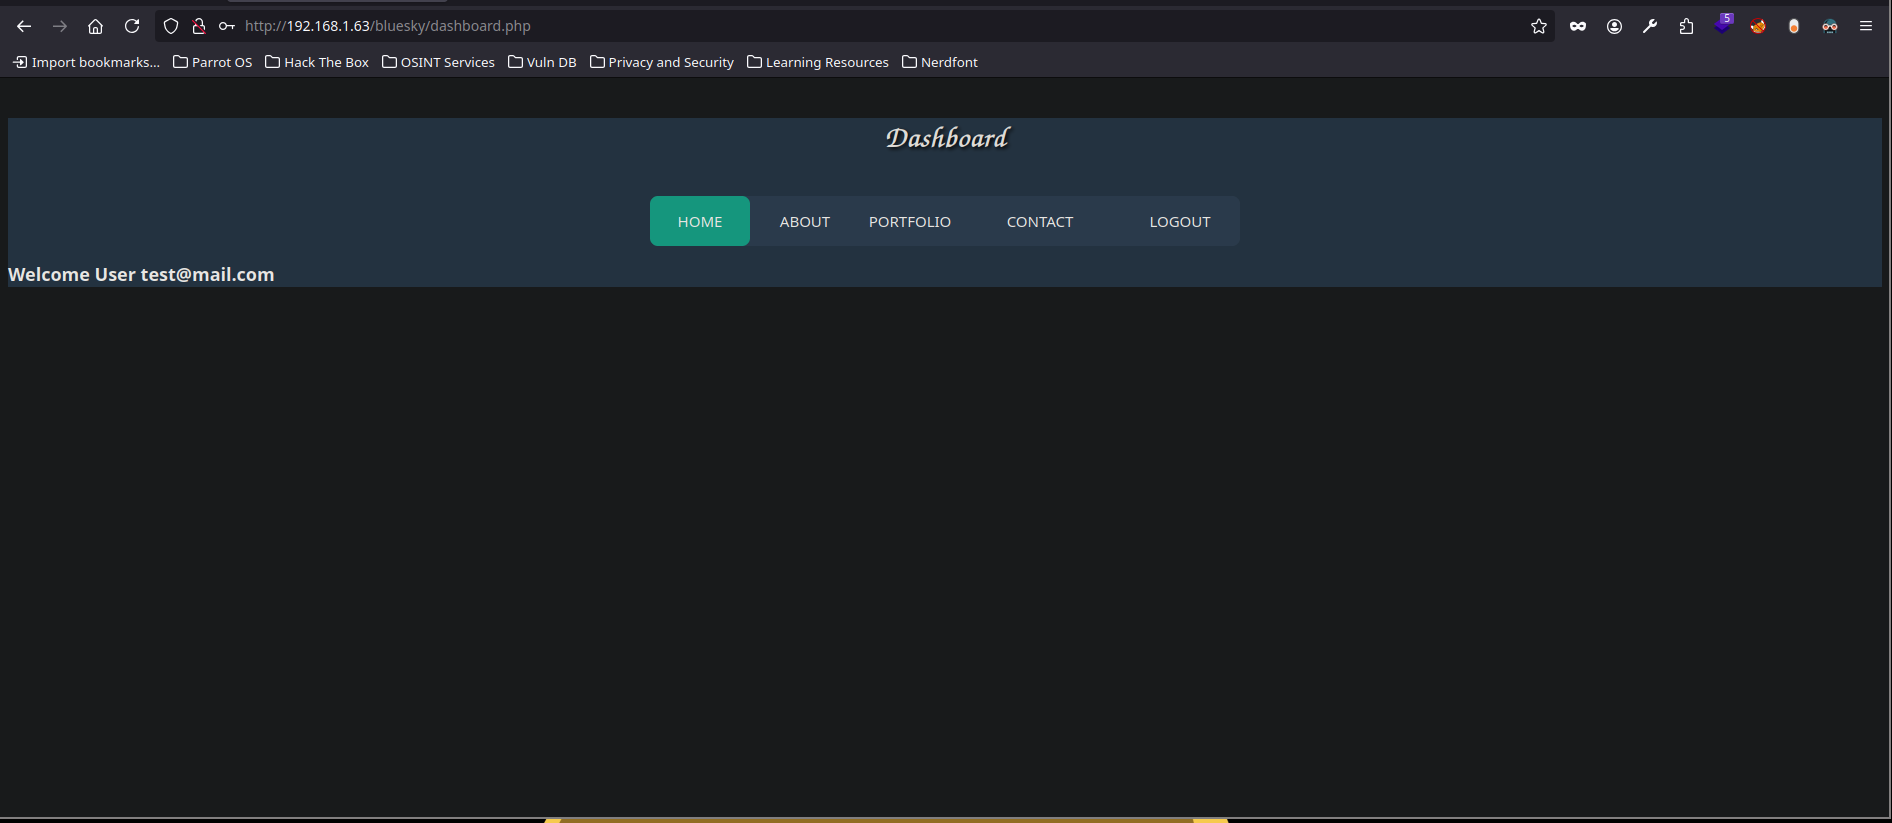 http://192.168.1.63/bluesky/dashboard.php
5
Import bookmarks... Parrot OS Hack The Box OSINT Services Vuln DB Privacy and Security Learning Resources Nerdfont
Dashboard
HOME ABOUT PORTFOLIO CONTACT LOGOUT
Welcome User test@mail.com